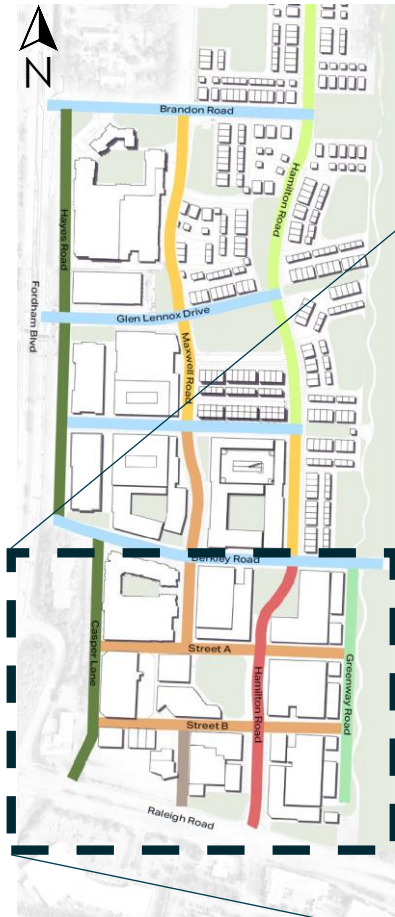 N
Brandon Road
Hamilton Road
Hayes Road
Fordham Blvd
Glen Lennox Drive
Maxwell Road
Berkley Road
Street A
Casper Lane
Hamilton Road
Greenway Road
Street B
Raleigh Road